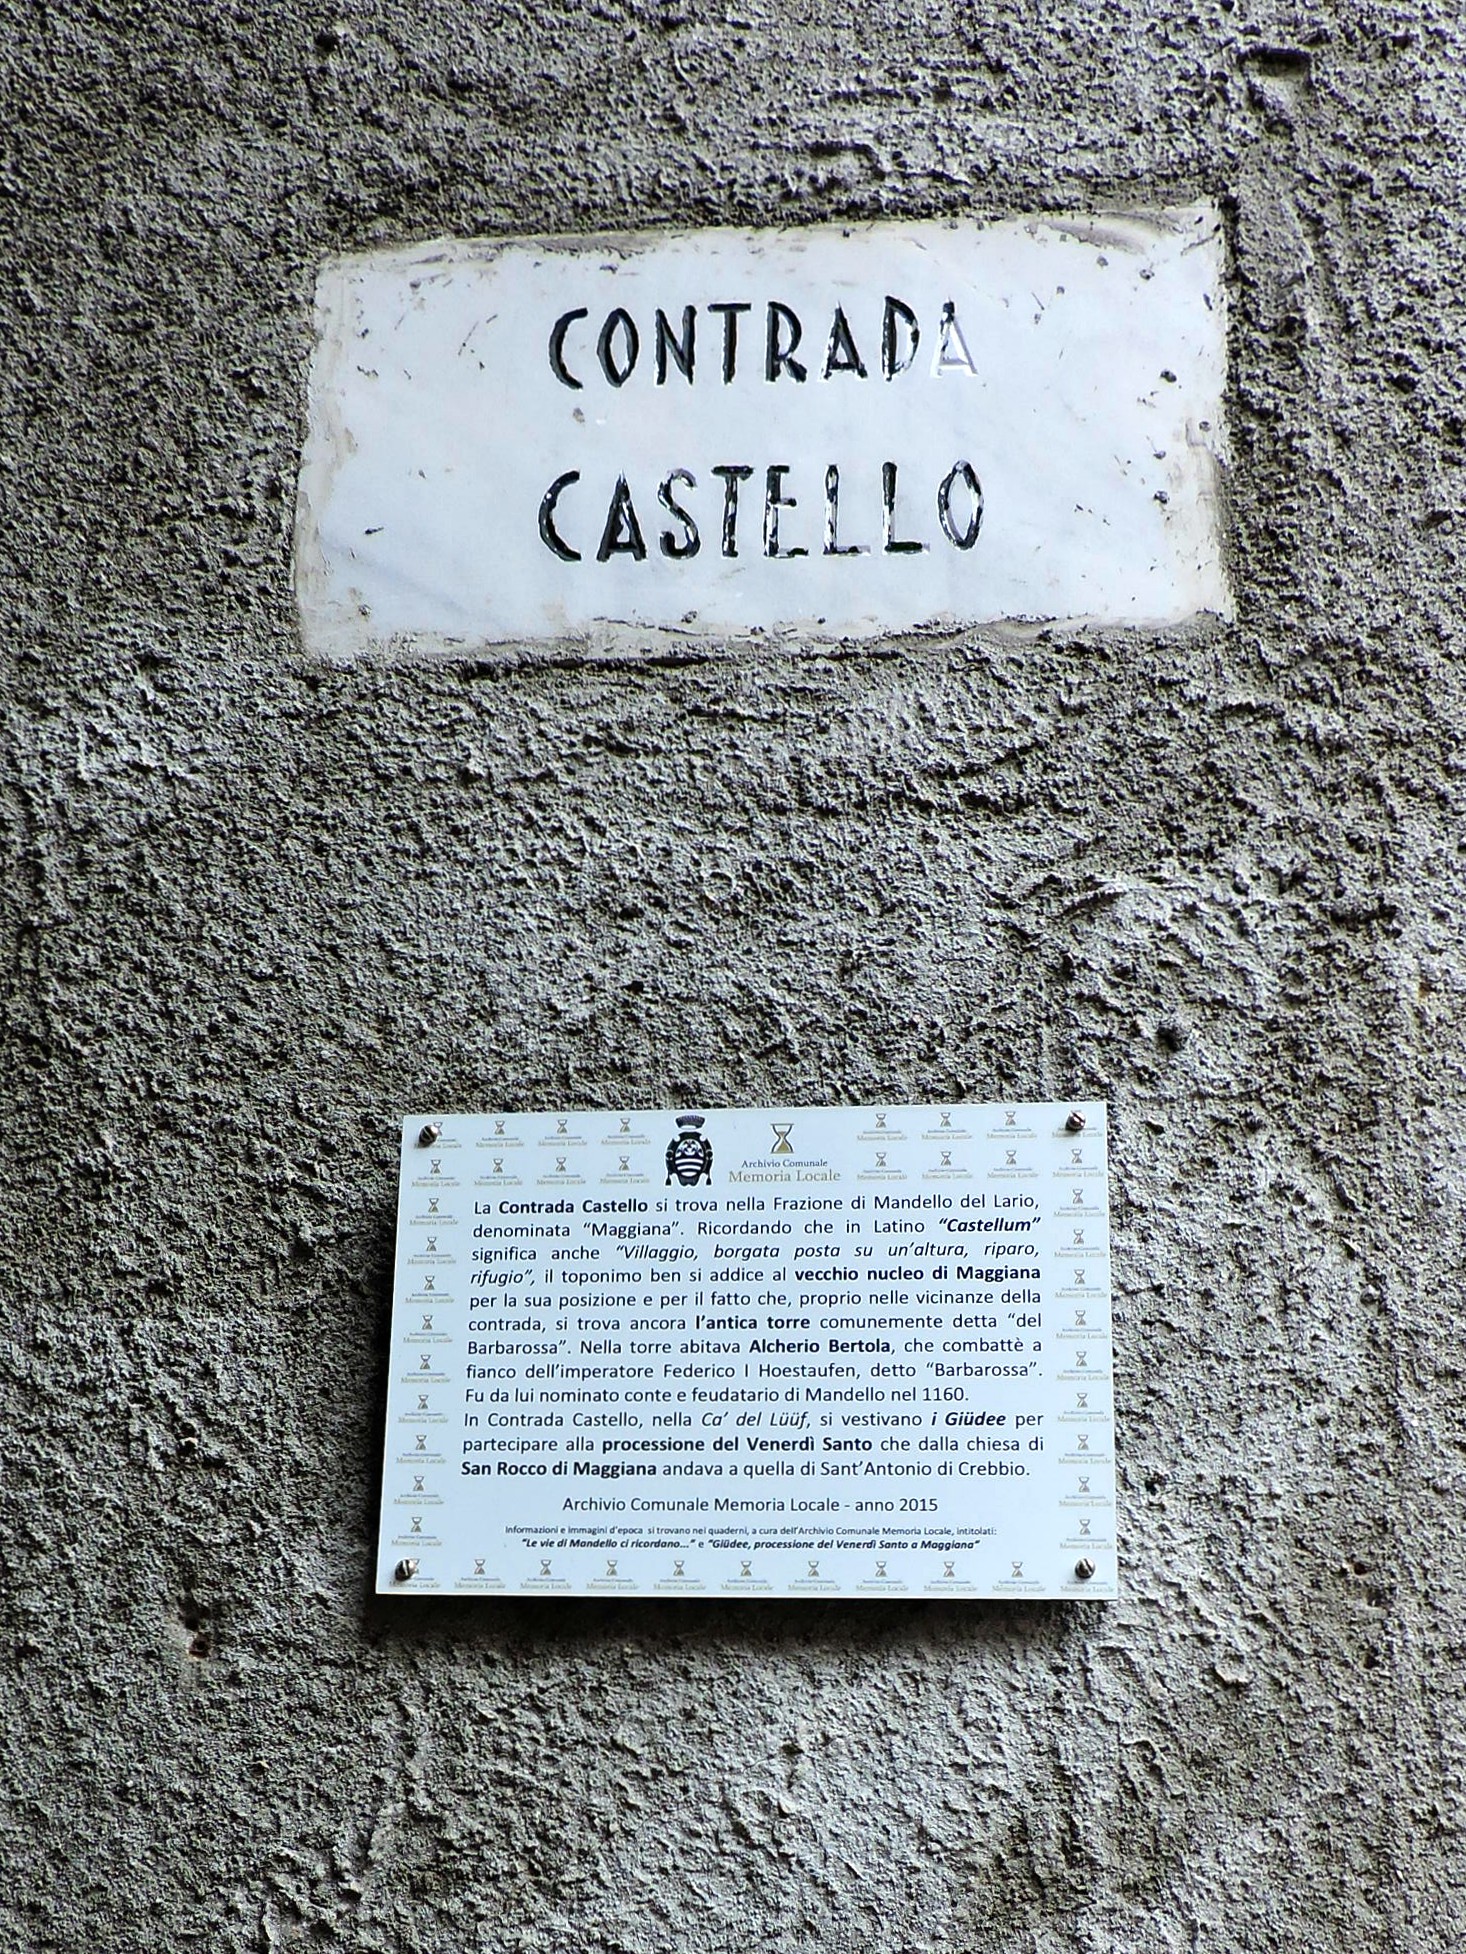 CONTRADA
CASTELLO
Archivio Comunale
Memoria Locale
La Contrada Castello si trova nella Frazione di Mandello del Lario,
denominata “Maggiana”. Ricordando che in Latino “Castellum”
significa anche “Villaggio, borgata posta su un’altura, riparo,
rifugio”, il toponimo ben si addice al vecchio nucleo di Maggiana
per la sua posizione e per il fatto che, proprio nelle vicinanze della
contrada, si trova ancora l’antica torre comunemente detta “del
Barbarossa”. Nella torre abitava Alcherio Bertola, che combattè a
fianco dell’imperatore Federico I Hoestaufen, detto “Barbarossa”.
Fu da lui nominato conte e feudatario di Mandello nel 1160.
In Contrada Castello, nella Ca’ del Lüüf, si vestivano i Giüdee per
partecipare alla processione del Venerdì Santo che dalla chiesa di
San Rocco di Maggiana andava a quella di Sant’Antonio di Crebbio.
Archivio Comunale Memoria Locale - anno 2015
Informazioni e immagini d’epoca si trovano nei quaderni, a cura dell’Archivio Comunale Memoria Locale, intitolati:
“Le vie di Mandello ci ricordano...” e “Giüdee, processione del Venerdì Santo a Maggiana”